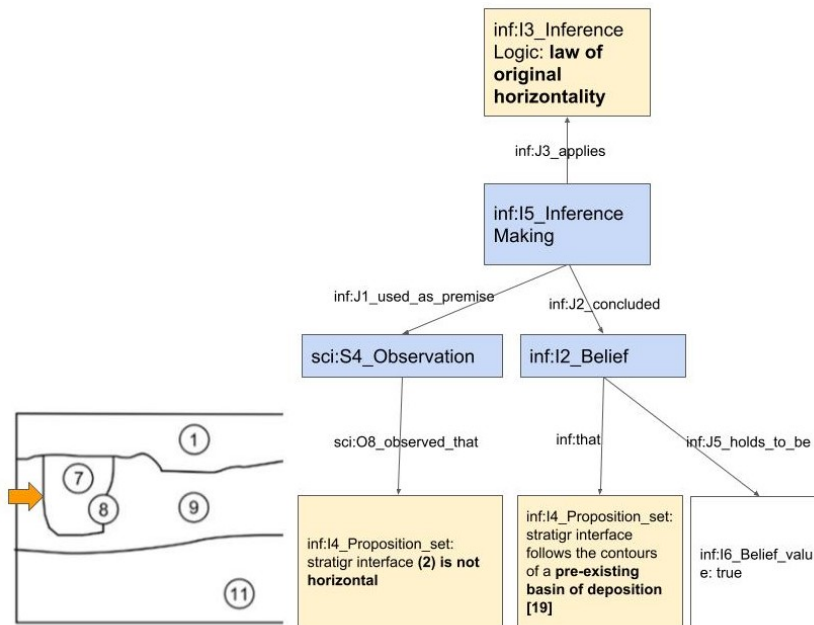 inf:I3_Inference
Logic: law of
original
horizontality
inf:J3_applies
inf:I5_Inference
Making
inf:J1_used_as_premise
inf:J2_concluded
sci:S4_Observation
inf:I2_Belief
sci:O8_observed_that
inf:that
inf:J5_holds_to_be
inf:I4_Proposition_set:
stratigr interface (2) is not
horizontal
inf:I4_Proposition_set:
stratigr interface
follows the contours
of a pre-existing
basin of deposition
[19]
inf:I6_Belief_valu
e: true
1
7
8
9
11